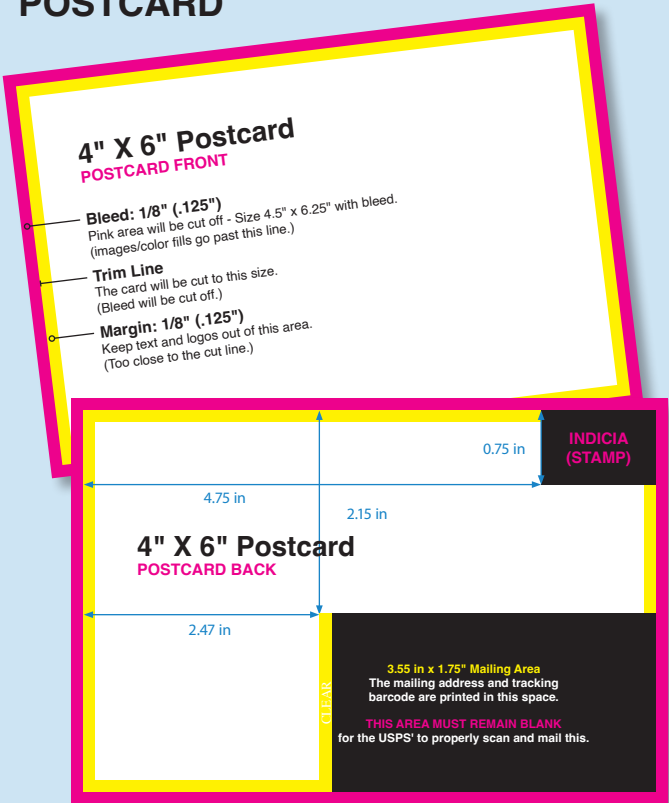 POSTCARD
4" X 6" Postcard
POSTCARD FRONT
Bleed: 1/8" (.125")
Pink area will be cut off - Size 4.5" x 6.25" with bleed.
(images/color fills go past this line.)
Trim Line
The card will be cut to this size.
(Bleed will be cut off.)
Margin: 1/8" (.125")
Keep text and logos out of this area.
(Too close to the cut line.)
0.75 in
INDICIA
(STAMP)
4.75 in
2.15 in
4" X 6" Postcard
POSTCARD BACK
2.47 in
CLEAR
3.55 in x 1.75" Mailing Area
The mailing address and tracking
barcode are printed in this space.
THIS AREA MUST REMAIN BLANK
for the USPS' to properly scan and mail this.